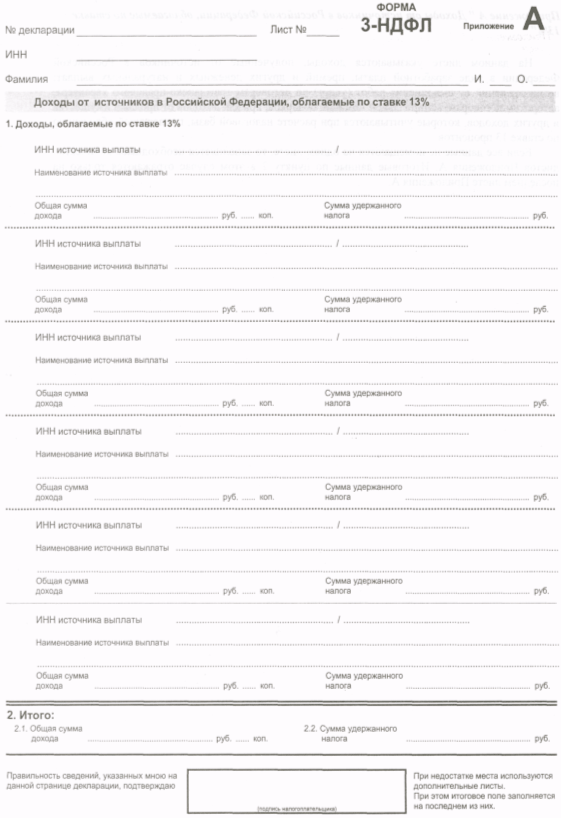 ФОРМА
3-НДФЛ
Приложение А
№ декларации Лист №
ИНН
Фамилия И. О.
Доходы от источников в Российской Федерации, облагаемые по ставке 13%
1. Доходы, облагаемые по ставке 13%
ИНН источника выплаты /
Наименование источника выплаты
Общая сумма Сумма удержанного
дохода руб. коп. налога руб.
ИНН источника выплаты /
Наименование источника выплаты
Общая сумма Сумма удержанного
дохода руб. коп. налога руб.
ИНН источника выплаты /
Наименование источника выплаты
Общая сумма Сумма удержанного
дохода руб. коп. налога руб.
ИНН источника выплаты /
Наименование источника выплаты
Общая сумма Сумма удержанного
дохода руб. коп. налога руб.
ИНН источника выплаты /
Наименование источника выплаты
Общая сумма Сумма удержанного
дохода руб. коп. налога руб.
ИНН источника выплаты /
Наименование источника выплаты
Общая сумма Сумма удержанного
дохода руб. коп. налога руб.
2. Итого:
2.1. Общая сумма 2.2. Сумма удержанного
дохода руб. коп. налога руб.
Правильность сведений, указанных мною на
данной странице декларации, подтверждаю
(подпись налогоплательщика)
При недостатке места используются
дополнительные листы.
При этом итоговое поле заполняется
на последнем из них.